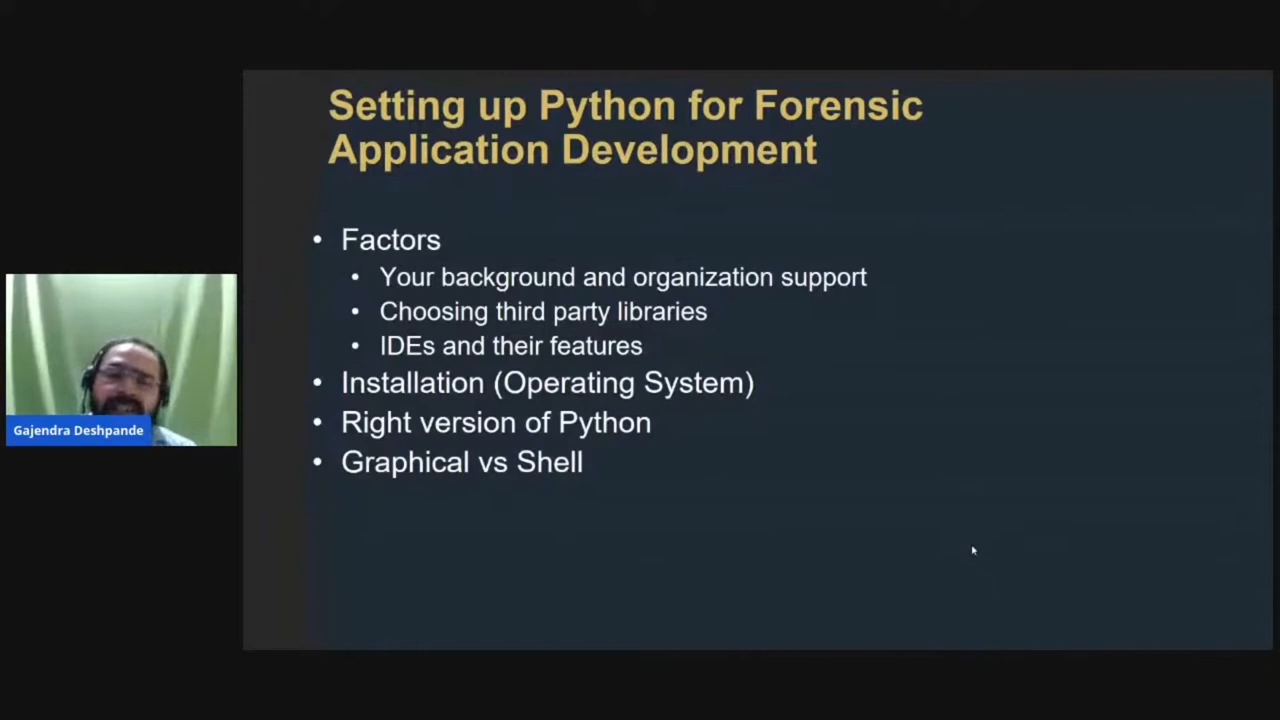 Setting up Python for Forensic
Application Development
• Factors
• Your background and organization support
• Choosing third party libraries
• IDEs and their features
• Installation (Operating System)
• Right version of Python
• Graphical vs Shell
Gajendra Deshpande